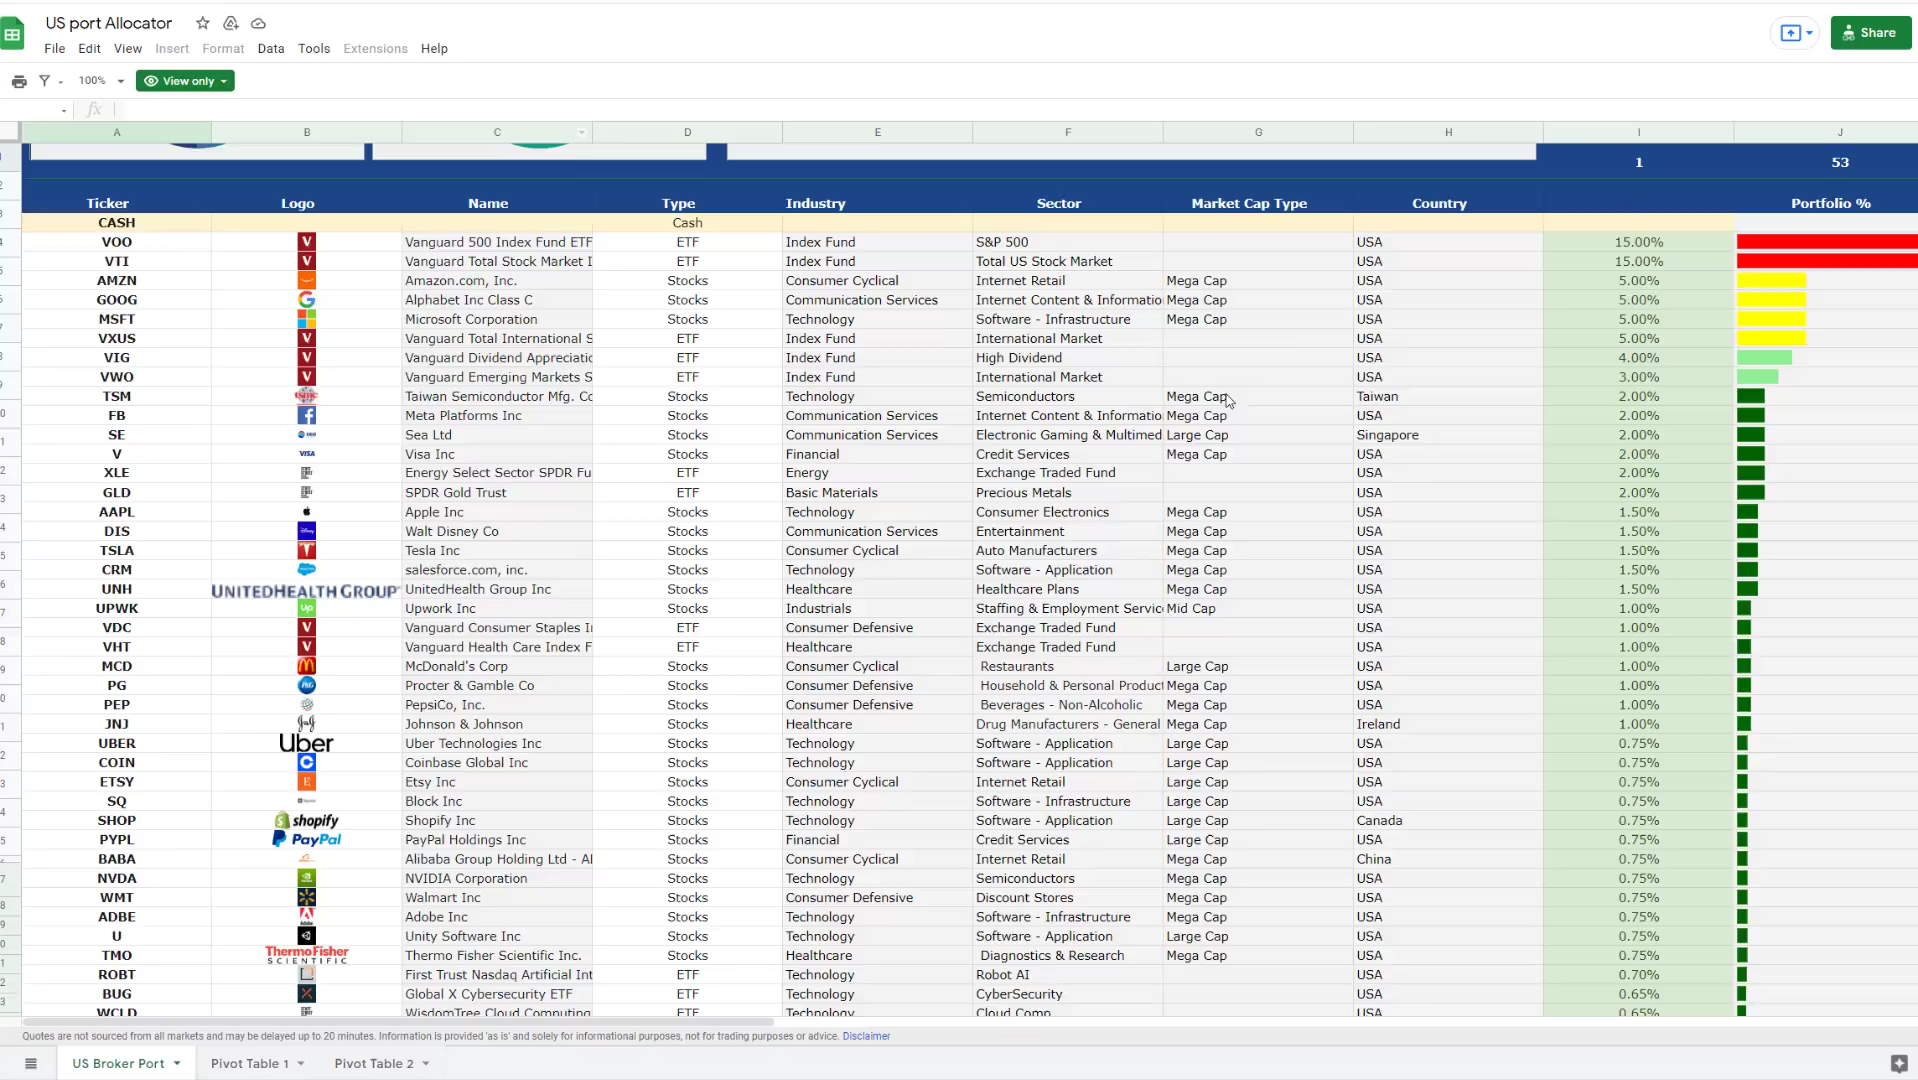 US port Allocator
File Edit View Insert Format Data Tools Extensions Help
Share
100% View only
fx
A B C D E F G H I J
1 53
Ticker Logo Name Type Industry Sector Market Cap Type Country Portfolio %
CASH Cash
VOO V Vanguard 500 Index Fund ETF ETF Index Fund S&P 500 USA 15.00%
VTI V Vanguard Total Stock Market I ETF Index Fund Total US Stock Market USA 15.00%
AMZN Amazon.com, Inc. Stocks Consumer Cyclical Internet Retail Mega Cap USA 5.00%
GOOG G Alphabet Inc Class C Stocks Communication Services Internet Content & Informatio Mega Cap USA 5.00%
MSFT Microsoft Corporation Stocks Technology Software - Infrastructure Mega Cap USA 5.00%
VXUS V Vanguard Total International S ETF Index Fund International Market USA 5.00%
VIG V Vanguard Dividend Appreciatic ETF Index Fund High Dividend USA 4.00%
VWO V Vanguard Emerging Markets S ETF Index Fund International Market USA 3.00%
TSM tsmc Taiwan Semiconductor Mfg. Co Stocks Technology Semiconductors Mega Cap Taiwan 2.00%
FB f Meta Platforms Inc Stocks Communication Services Internet Content & Informatio Mega Cap USA 2.00%
SE Sea Ltd Stocks Communication Services Electronic Gaming & Multimed Large Cap Singapore 2.00%
V VISA Visa Inc Stocks Financial Credit Services Mega Cap USA 2.00%
XLE Energy Select Sector SPDR Fu ETF Energy Exchange Traded Fund USA 2.00%
GLD SPDR Gold Trust ETF Basic Materials Precious Metals USA 2.00%
AAPL Apple Inc Stocks Technology Consumer Electronics Mega Cap USA 1.50%
DIS Walt Disney Co Stocks Communication Services Entertainment Mega Cap USA 1.50%
TSLA T Tesla Inc Stocks Consumer Cyclical Auto Manufacturers Mega Cap USA 1.50%
CRM salesforce.com, inc. Stocks Technology Software - Application Mega Cap USA 1.50%
UNH UNITEDHEALTH GROUP UnitedHealth Group Inc Stocks Healthcare Healthcare Plans Mega Cap USA 1.50%
UPWK Up Upwork Inc Stocks Industrials Staffing & Employment Servic Mid Cap USA 1.00%
VDC V Vanguard Consumer Staples I ETF Consumer Defensive Exchange Traded Fund USA 1.00%
VHT V Vanguard Health Care Index F ETF Healthcare Exchange Traded Fund USA 1.00%
MCD M McDonald's Corp Stocks Consumer Cyclical Restaurants Large Cap USA 1.00%
PG P&G Procter & Gamble Co Stocks Consumer Defensive Household & Personal Product Mega Cap USA 1.00%
PEP PepsiCo, Inc. Stocks Consumer Defensive Beverages - Non-Alcoholic Mega Cap USA 1.00%
JNJ J&J Johnson & Johnson Stocks Healthcare Drug Manufacturers - General Mega Cap Ireland 1.00%
UBER Uber Uber Technologies Inc Stocks Technology Software - Application Large Cap USA 0.75%
COIN Coinbase Global Inc Stocks Technology Software - Application Large Cap USA 0.75%
ETSY E Etsy Inc Stocks Consumer Cyclical Internet Retail Large Cap USA 0.75%
SQ Block Inc Stocks Technology Software - Infrastructure Large Cap USA 0.75%
SHOP shopify Shopify Inc Stocks Technology Software - Application Large Cap Canada 0.75%
PYPL PayPal PayPal Holdings Inc Stocks Financial Credit Services Large Cap USA 0.75%
BABA Alibaba Group Holding Ltd - Al Stocks Consumer Cyclical Internet Retail Mega Cap China 0.75%
NVDA NVIDIA Corporation Stocks Technology Semiconductors Mega Cap USA 0.75%
WMT Walmart Inc Stocks Consumer Defensive Discount Stores Mega Cap USA 0.75%
ADBE Adobe Inc Stocks Technology Software - Infrastructure Mega Cap USA 0.75%
U Unity Software Inc Stocks Technology Software - Application Large Cap USA 0.75%
TMO ThermoFisher SCIENTIFIC Thermo Fisher Scientific Inc. Stocks Healthcare Diagnostics & Research Mega Cap USA 0.75%
ROBT First Trust Nasdaq Artificial Int ETF Technology Robot AI USA 0.70%
BUG Global X Cybersecurity ETF ETF Technology CyberSecurity USA 0.65%
WCLD WisdomTree Cloud Computing ETF Technology Cloud Comp USA 0.65%
Quotes are not sourced from all markets and may be delayed up to 20 minutes. Information is provided 'as is' and solely for informational purposes, not for trading purposes or advice. Disclaimer
US Broker Port Pivot Table 1 Pivot Table 2